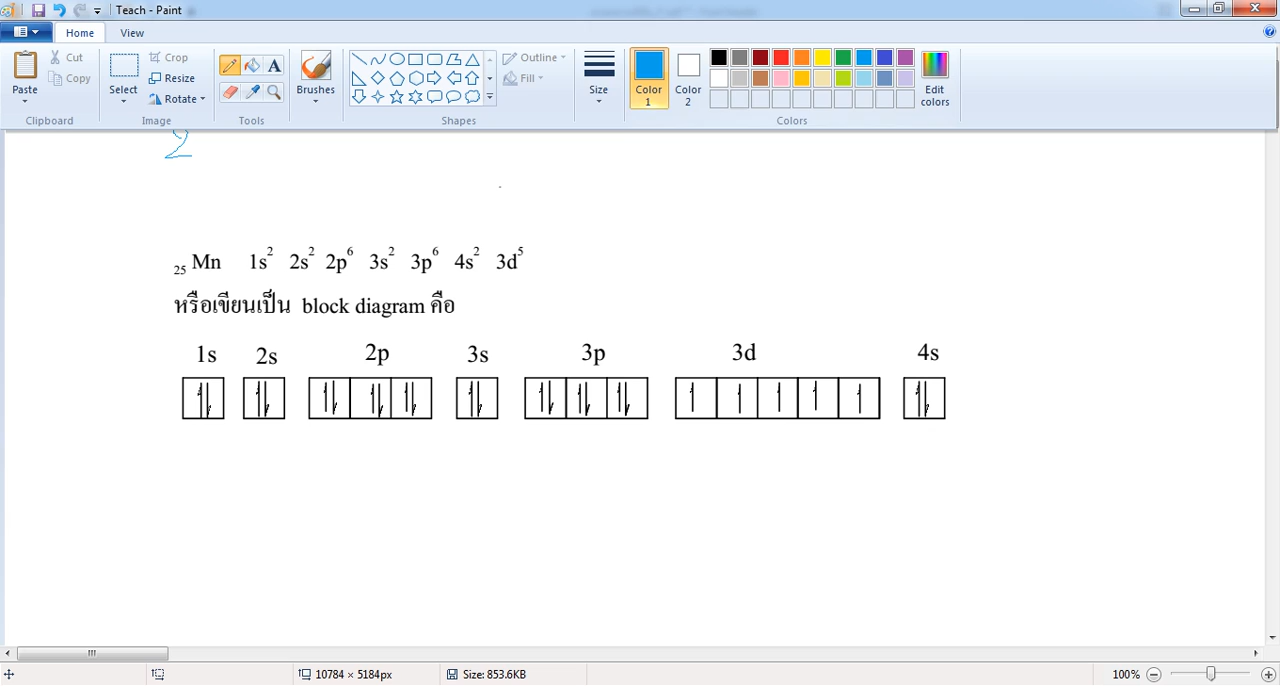 Teach - Paint
Home View
Paste
Cut
Copy
Clipboard
Select
Crop
Resize
Rotate
Image
Tools
Brushes
Outline
Fill
Shapes
Size
Color 1
Color 2
Edit colors
Colors
2
₂₅ Mn 1s² 2s² 2p⁶ 3s² 3p⁶ 4s² 3d⁵
หรือเขียนเป็น block diagram คือ
1s 2s 2p 3s 3p 3d 4s
10784 × 5184px
Size: 853.6KB
100%